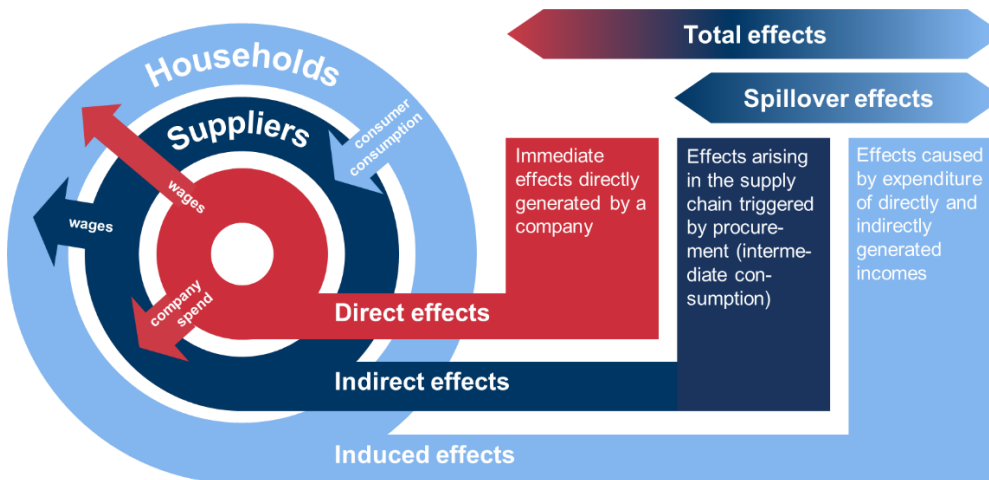 Total effects
Spillover effects
Households
Suppliers
consumer
consumption
wages
wages
company
spend
Immediate
effects directly
generated by a
company
Effects arising
in the supply
chain triggered
by procure-
ment (interme-
diate con-
sumption)
Effects caused
by expenditure
of directly and
indirectly
generated
incomes
Direct effects
Indirect effects
Induced effects